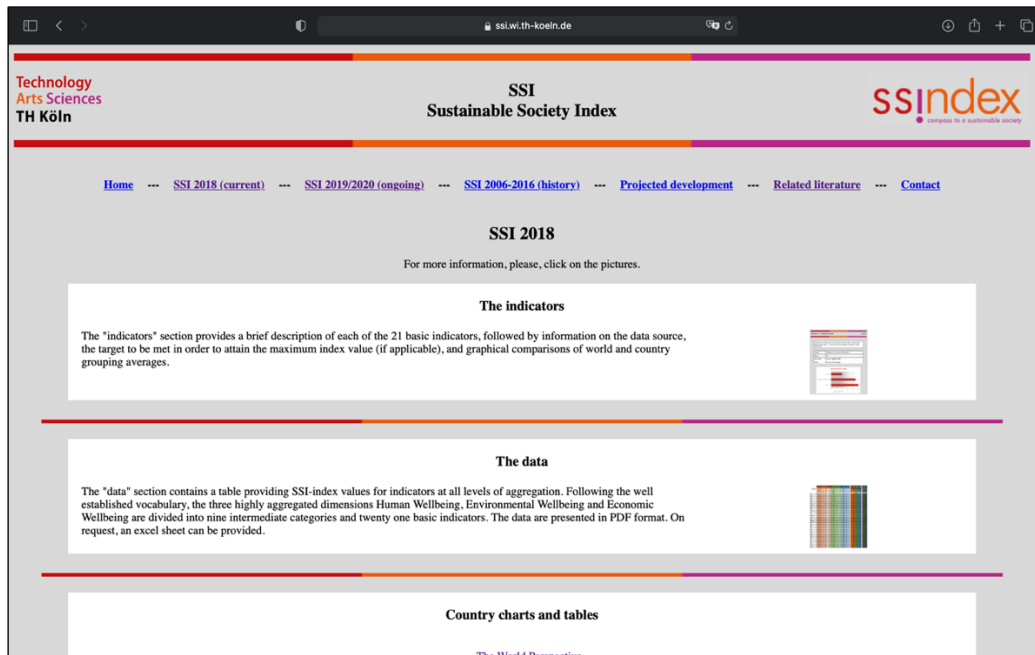 ssi.wi.th-koeln.de
Technology
Arts Sciences
TH Köln
SSI
Sustainable Society Index
ssindex
compass to a sustainable society
Home --- SSI 2018 (current) --- SSI 2019/2020 (ongoing) --- SSI 2006-2016 (history) --- Projected development --- Related literature --- Contact
SSI 2018
For more information, please, click on the pictures.
The indicators
The "indicators" section provides a brief description of each of the 21 basic indicators, followed by information on the data source,
the target to be met in order to attain the maximum index value (if applicable), and graphical comparisons of world and country
grouping averages.
The data
The "data" section contains a table providing SSI-index values for indicators at all levels of aggregation. Following the well
established vocabulary, the three highly aggregated dimensions Human Wellbeing, Environmental Wellbeing and Economic
Wellbeing are divided into nine intermediate categories and twenty one basic indicators. The data are presented in PDF format. On
request, an excel sheet can be provided.
Country charts and tables
The World Perspective